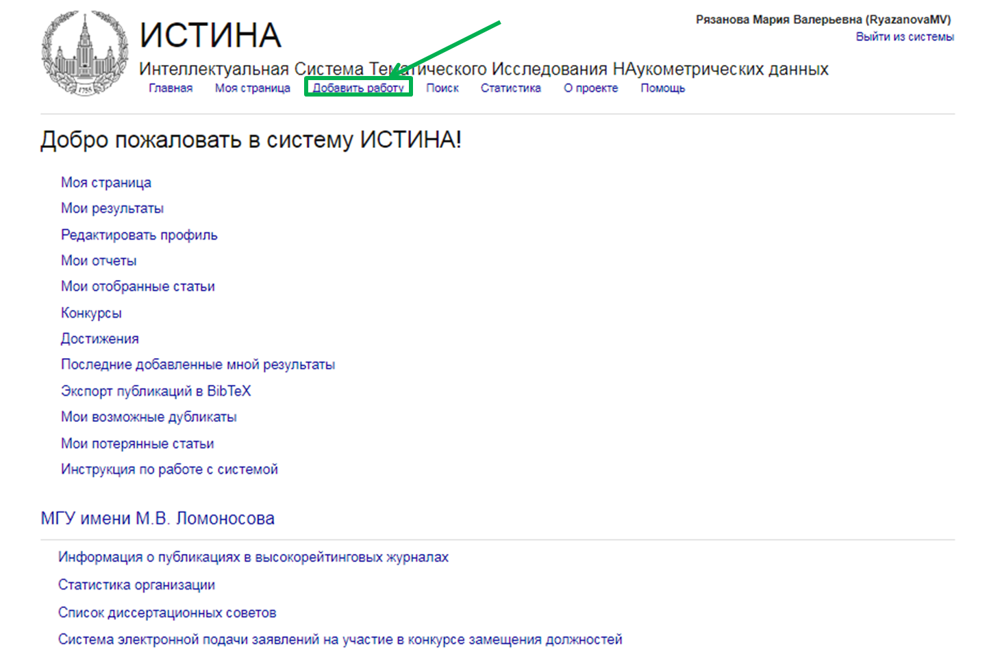 ИСТИНА
Рязанова Мария Валерьевна (RyazanovaMV)
Выйти из системы
Интеллектуальная Система Тематического Исследования НАукометрических данных
Главная Моя страница Добавить работу Поиск Статистика О проекте Помощь
1755
Добро пожаловать в систему ИСТИНА!
Моя страница
Мои результаты
Редактировать профиль
Мои отчеты
Мои отобранные статьи
Конкурсы
Достижения
Последние добавленные мной результаты
Экспорт публикаций в BibTeX
Мои возможные дубликаты
Мои потерянные статьи
Инструкция по работе с системой
МГУ имени М.В. Ломоносова
Информация о публикациях в высокорейтинговых журналах
Статистика организации
Список диссертационных советов
Система электронной подачи заявлений на участие в конкурсе замещения должностей